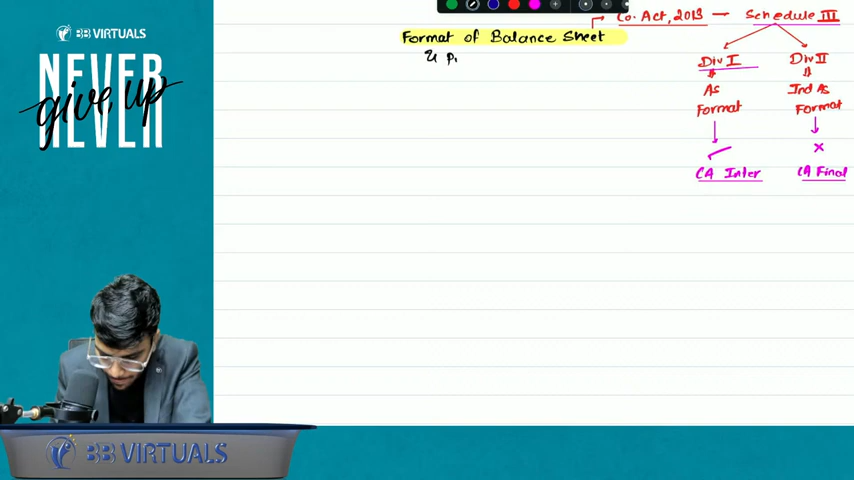 BB VIRTUALS
NEVER
give up
NEVER
Format of Balance Sheet
& p.
Co. Act, 2013 - Schedule III
Div I
Div II
As
Format
Ind As
Format
CA Inter
x
CA Final
BB VIRTUALS